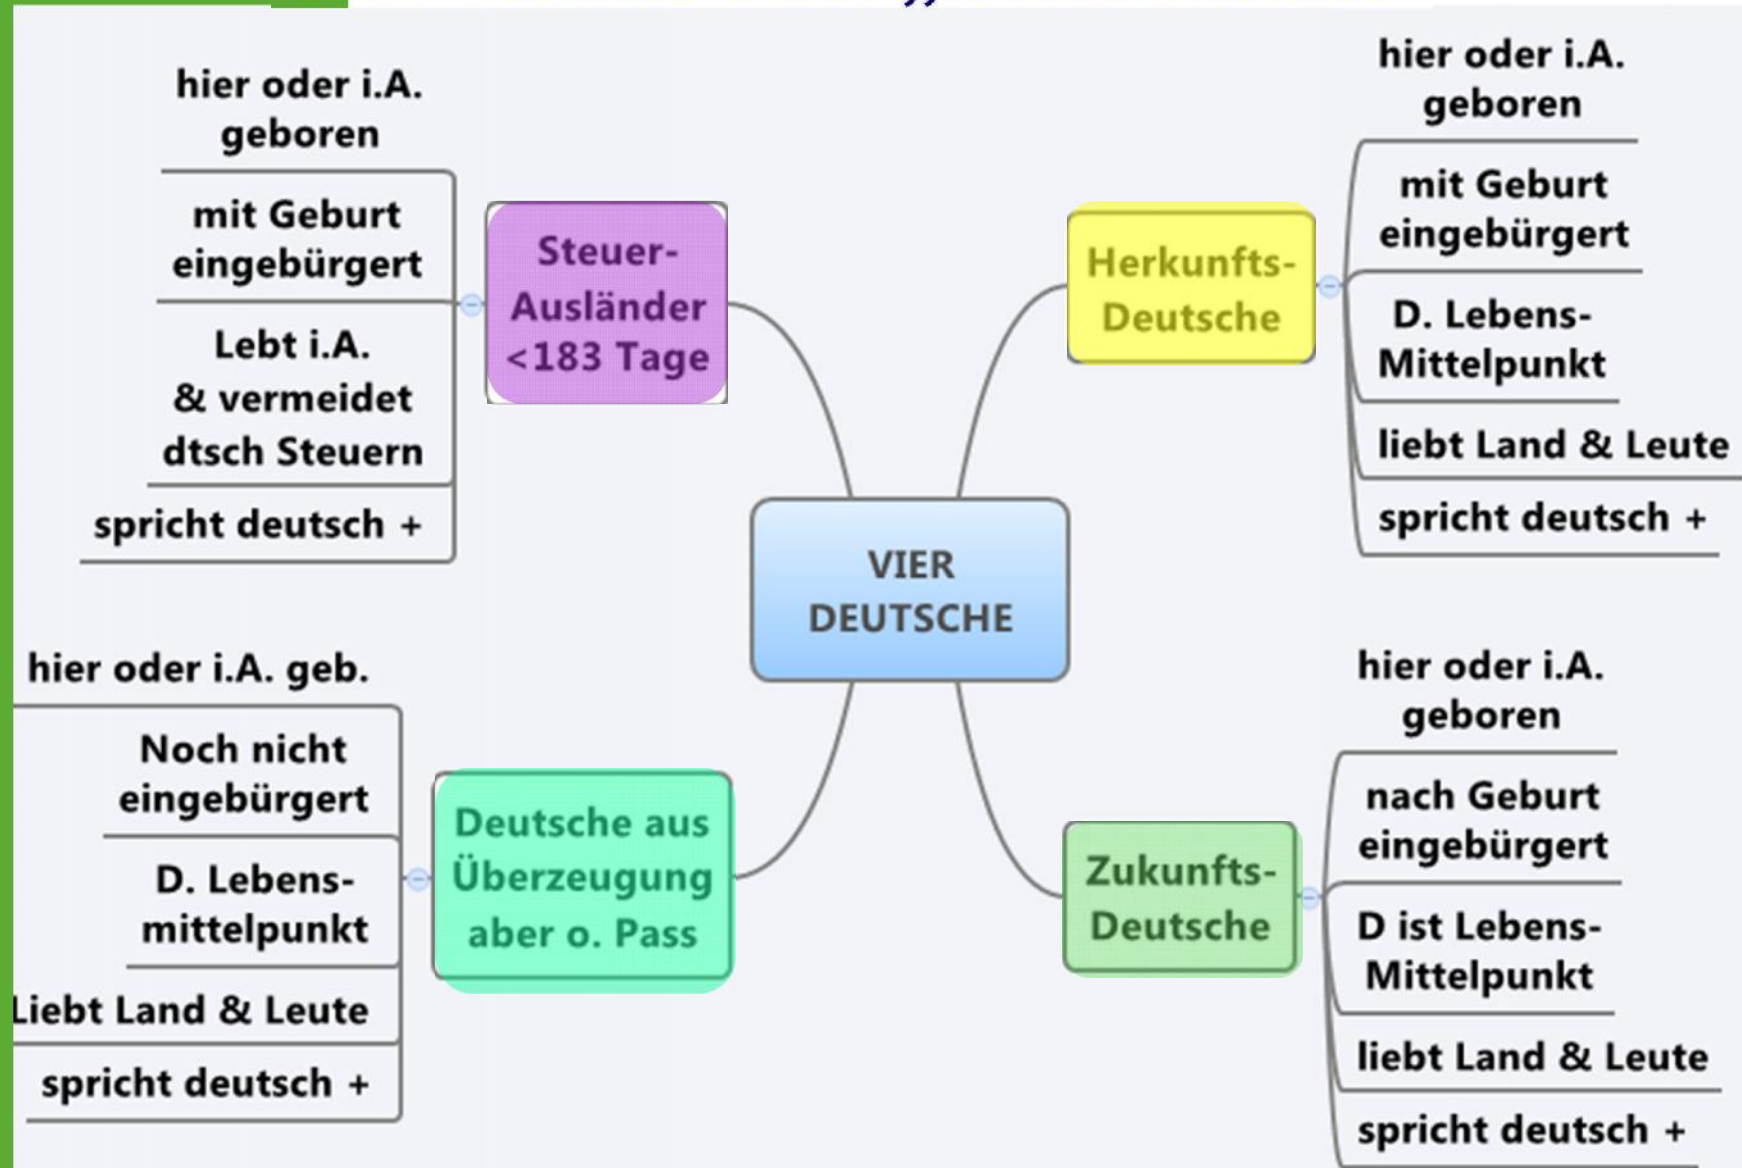 hier oder i.A.
geboren
mit Geburt
eingebürgert
Lebt i.A.
& vermeidet
dtsch Steuern
spricht deutsch +
Steuer-
Ausländer
<183 Tage
Herkunfts-
Deutsche
hier oder i.A.
geboren
mit Geburt
eingebürgert
D. Lebens-
Mittelpunkt
liebt Land & Leute
spricht deutsch +
VIER
DEUTSCHE
hier oder i.A. geb.
Noch nicht
eingebürgert
D. Lebens-
mittelpunkt
Liebt Land & Leute
spricht deutsch +
Deutsche aus
Überzeugung
aber o. Pass
Zukunfts-
Deutsche
hier oder i.A.
geboren
nach Geburt
eingebürgert
D ist Lebens-
Mittelpunkt
liebt Land & Leute
spricht deutsch +